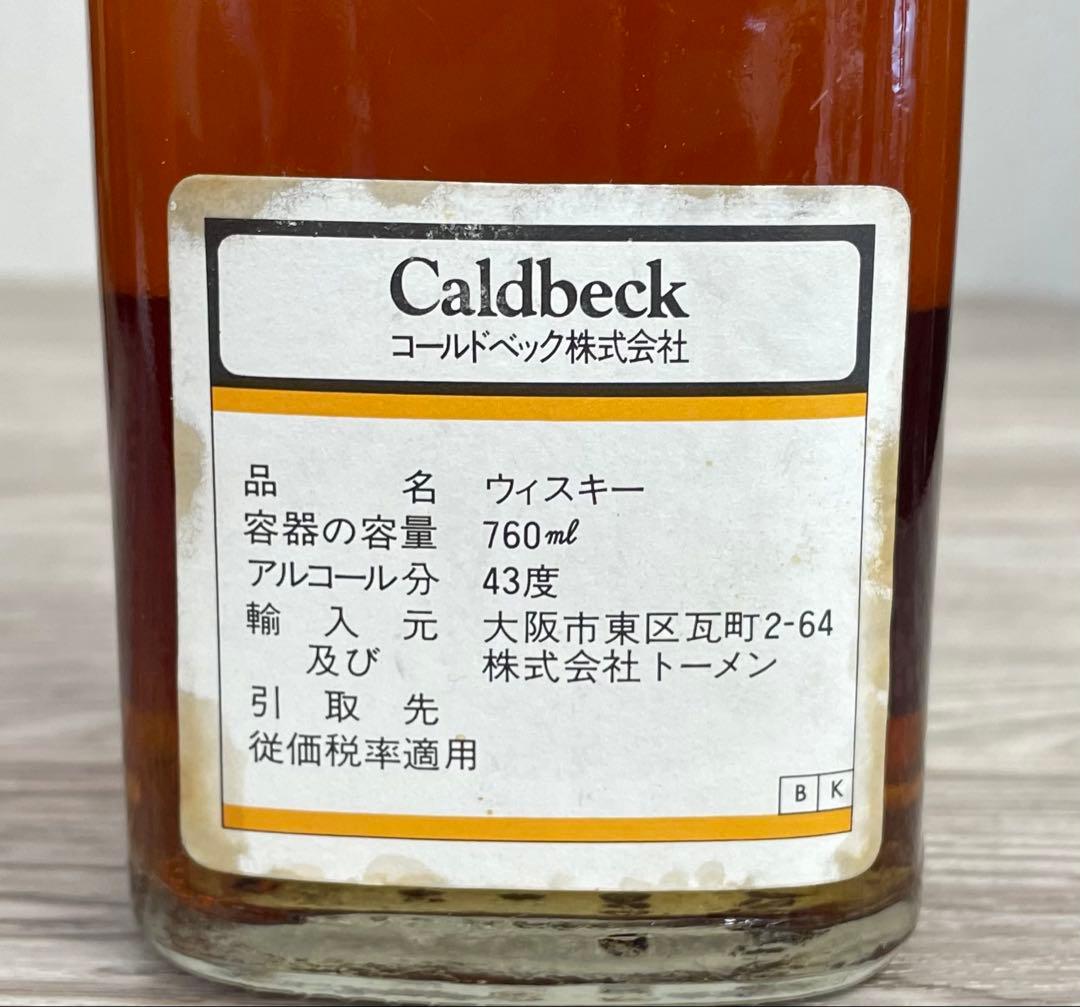 Caldbeck
コールドベック株式会社
品名 ウィスキー
容器の容量 760ml
アルコール分 43度
輸入元 大阪市東区瓦町2-64
及び 株式会社トーメン
引取先
従価税率適用
B K